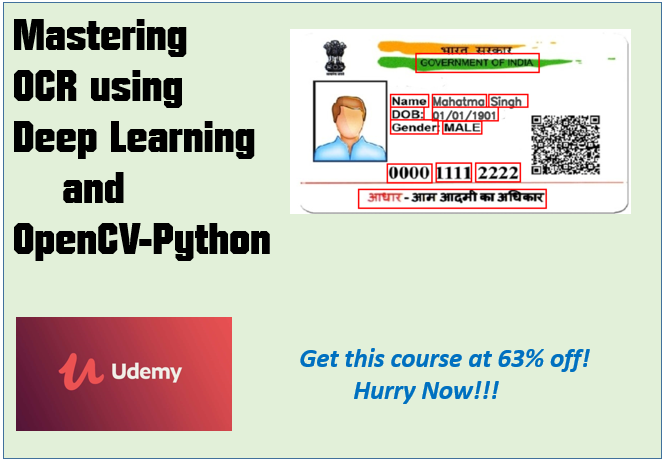 Mastering
OCR using
Deep Learning
and
OpenCV-Python
भारत सरकार
GOVERNMENT OF INDIA
Name Mahatma Singh
DOB: 01/01/1901
Gender: MALE
0000 1111 2222
आधार - आम आदमी का अधिकार
Udemy
Get this course at 63% off!
Hurry Now!!!